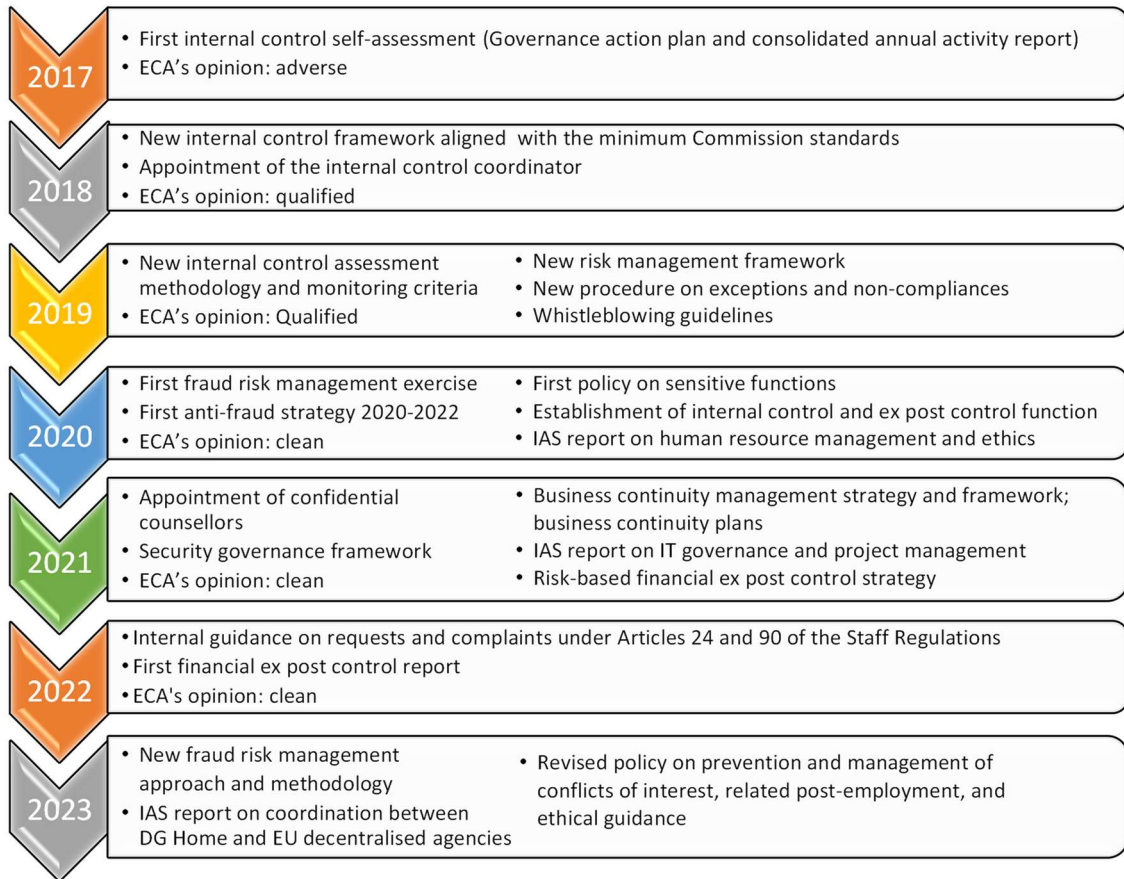 2017
• First internal control self-assessment (Governance action plan and consolidated annual activity report)
• ECA’s opinion: adverse
2018
• New internal control framework aligned with the minimum Commission standards
• Appointment of the internal control coordinator
• ECA’s opinion: qualified
2019
• New internal control assessment
methodology and monitoring criteria
• ECA’s opinion: Qualified
• New risk management framework
• New procedure on exceptions and non-compliances
• Whistleblowing guidelines
2020
• First fraud risk management exercise
• First anti-fraud strategy 2020-2022
• ECA’s opinion: clean
• First policy on sensitive functions
• Establishment of internal control and ex post control function
• IAS report on human resource management and ethics
2021
• Appointment of confidential
counsellors
• Security governance framework
• ECA’s opinion: clean
• Business continuity management strategy and framework;
business continuity plans
• IAS report on IT governance and project management
• Risk-based financial ex post control strategy
2022
• Internal guidance on requests and complaints under Articles 24 and 90 of the Staff Regulations
• First financial ex post control report
• ECA's opinion: clean
2023
• New fraud risk management
approach and methodology
• IAS report on coordination between
DG Home and EU decentralised agencies
• Revised policy on prevention and management of
conflicts of interest, related post-employment, and
ethical guidance